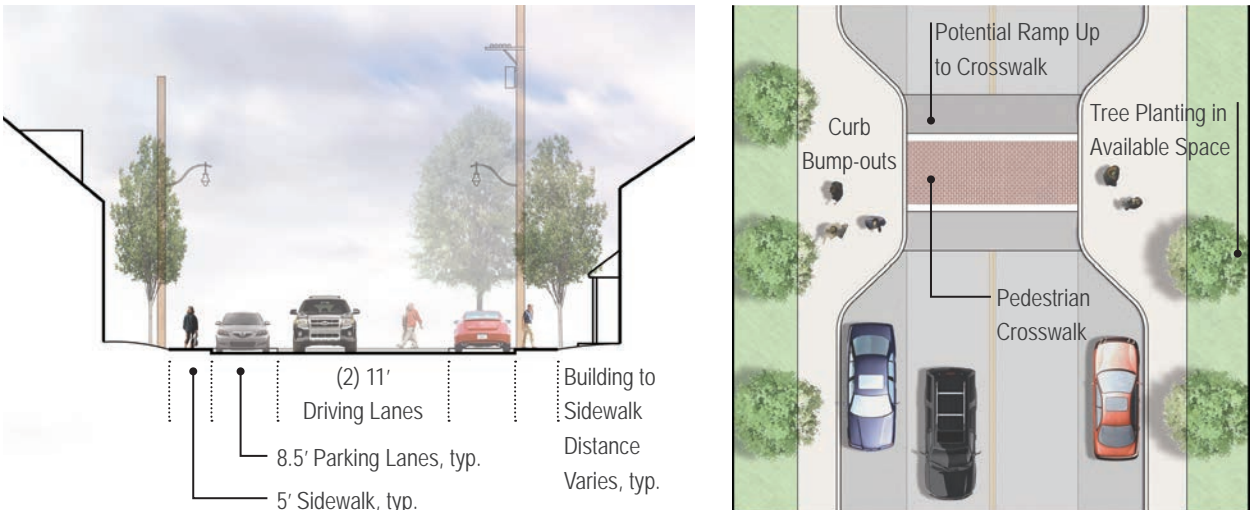 (2) 11'
Driving Lanes
8.5' Parking Lanes, typ.
5' Sidewalk, typ.
Building to
Sidewalk
Distance
Varies, typ.
Potential Ramp Up
to Crosswalk
Curb
Bump-outs
Tree Planting in
Available Space
Pedestrian
Crosswalk